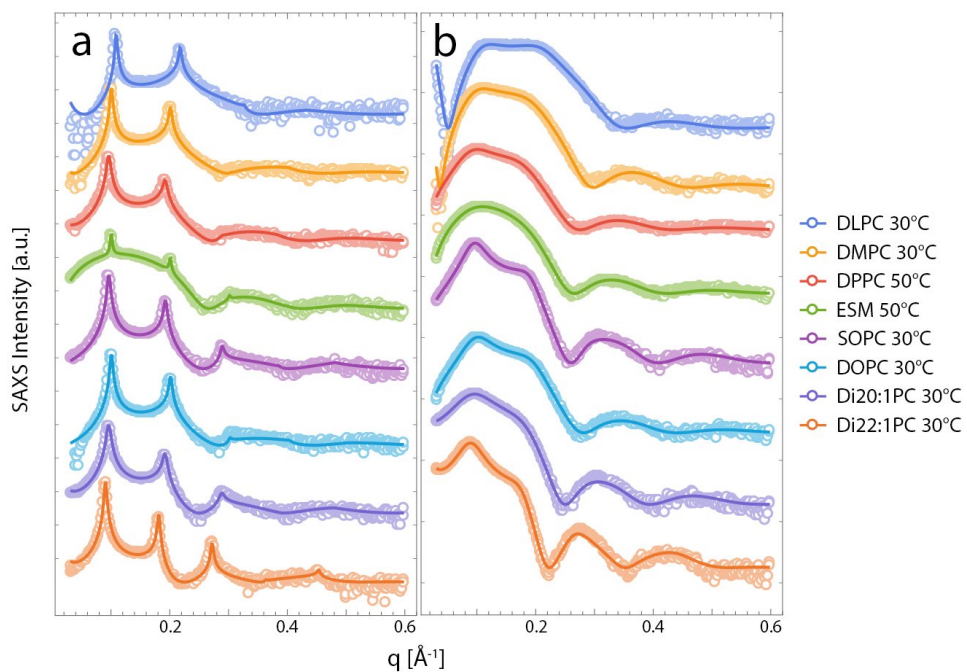 a
b
SAXS Intensity [a.u.]
DLPC 30°C
DMPC 30°C
DPPC 50°C
ESM 50°C
SOPC 30°C
DOPC 30°C
Di20:1PC 30°C
Di22:1PC 30°C
0.2 0.4 0.6 0.2 0.4 0.6
q [Å⁻¹]